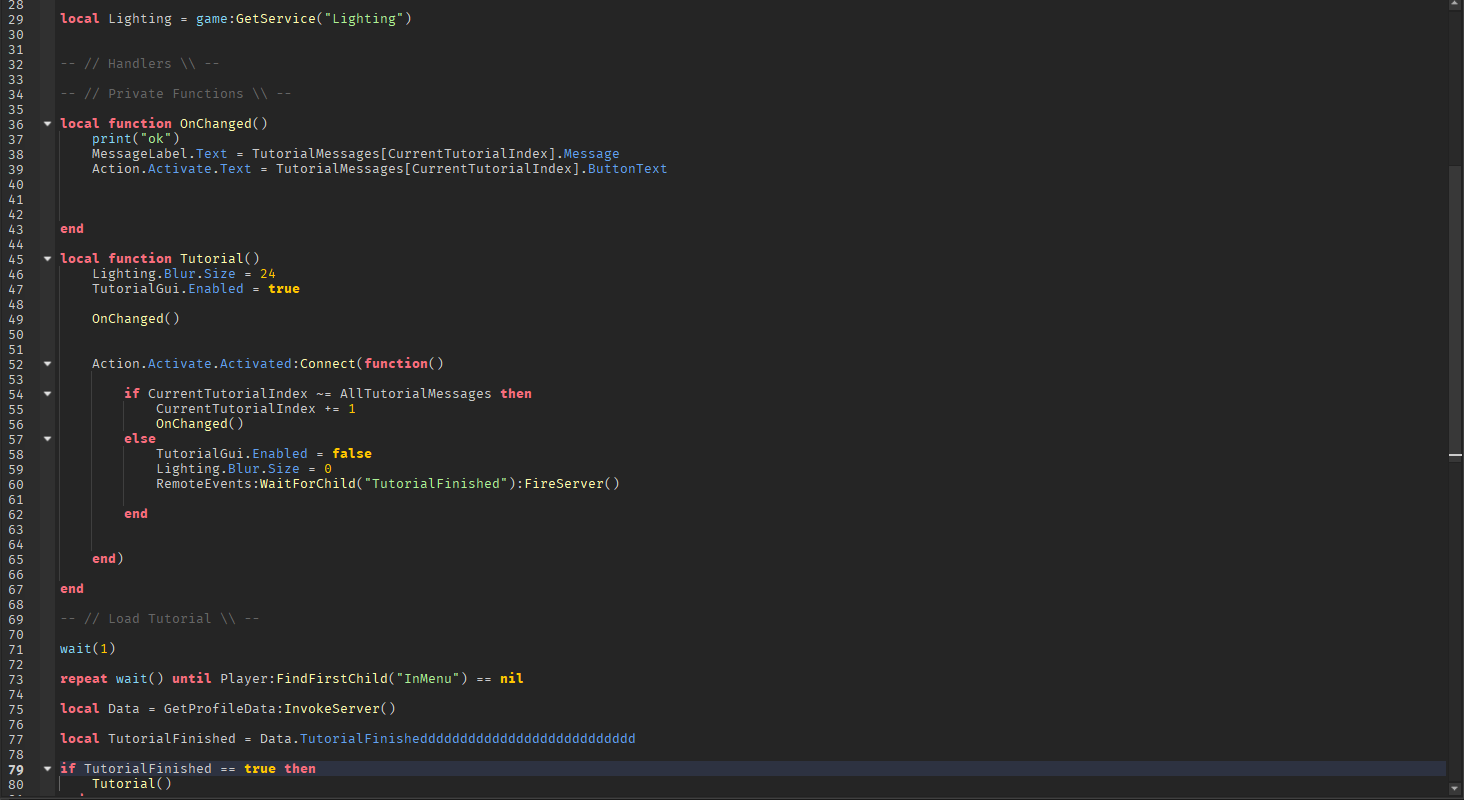 28
29 local Lighting = game:GetService("Lighting")
30
31
32 -- // Handlers \\ --
33
34 -- // Private Functions \\ --
35
36 local function OnChanged()
37 print("ok")
38 MessageLabel.Text = TutorialMessages[CurrentTutorialIndex].Message
39 Action.Activate.Text = TutorialMessages[CurrentTutorialIndex].ButtonText
40
41
42
43 end
44
45 local function Tutorial()
46 Lighting.Blur.Size = 24
47 TutorialGui.Enabled = true
48
49 OnChanged()
50
51
52 Action.Activate.Activated:Connect(function()
53
54 if CurrentTutorialIndex ~= AllTutorialMessages then
55 CurrentTutorialIndex += 1
56 OnChanged()
57 else
58 TutorialGui.Enabled = false
59 Lighting.Blur.Size = 0
60 RemoteEvents:WaitForChild("TutorialFinished"):FireServer()
61
62 end
63
64
65 end)
66
67 end
68
69 -- // Load Tutorial \\ --
70
71 wait(1)
72
73 repeat wait() until Player:FindFirstChild("InMenu") == nil
74
75 local Data = GetProfileData:InvokeServer()
76
77 local TutorialFinished = Data.TutorialFinisheddddddddddddddddddddddddddd
78
79 if TutorialFinished == true then
80 Tutorial()